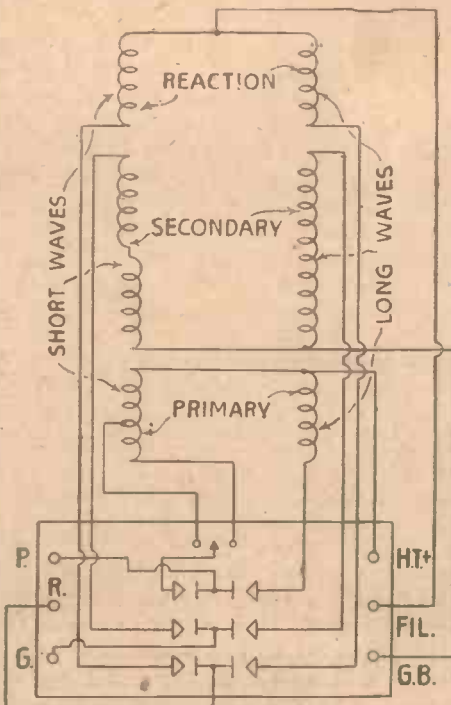 REACTION
SHORT WAVES
LONG WAVES
SECONDARY
PRIMARY
P.
H.T.+
R.
FIL.
G.
G.B.